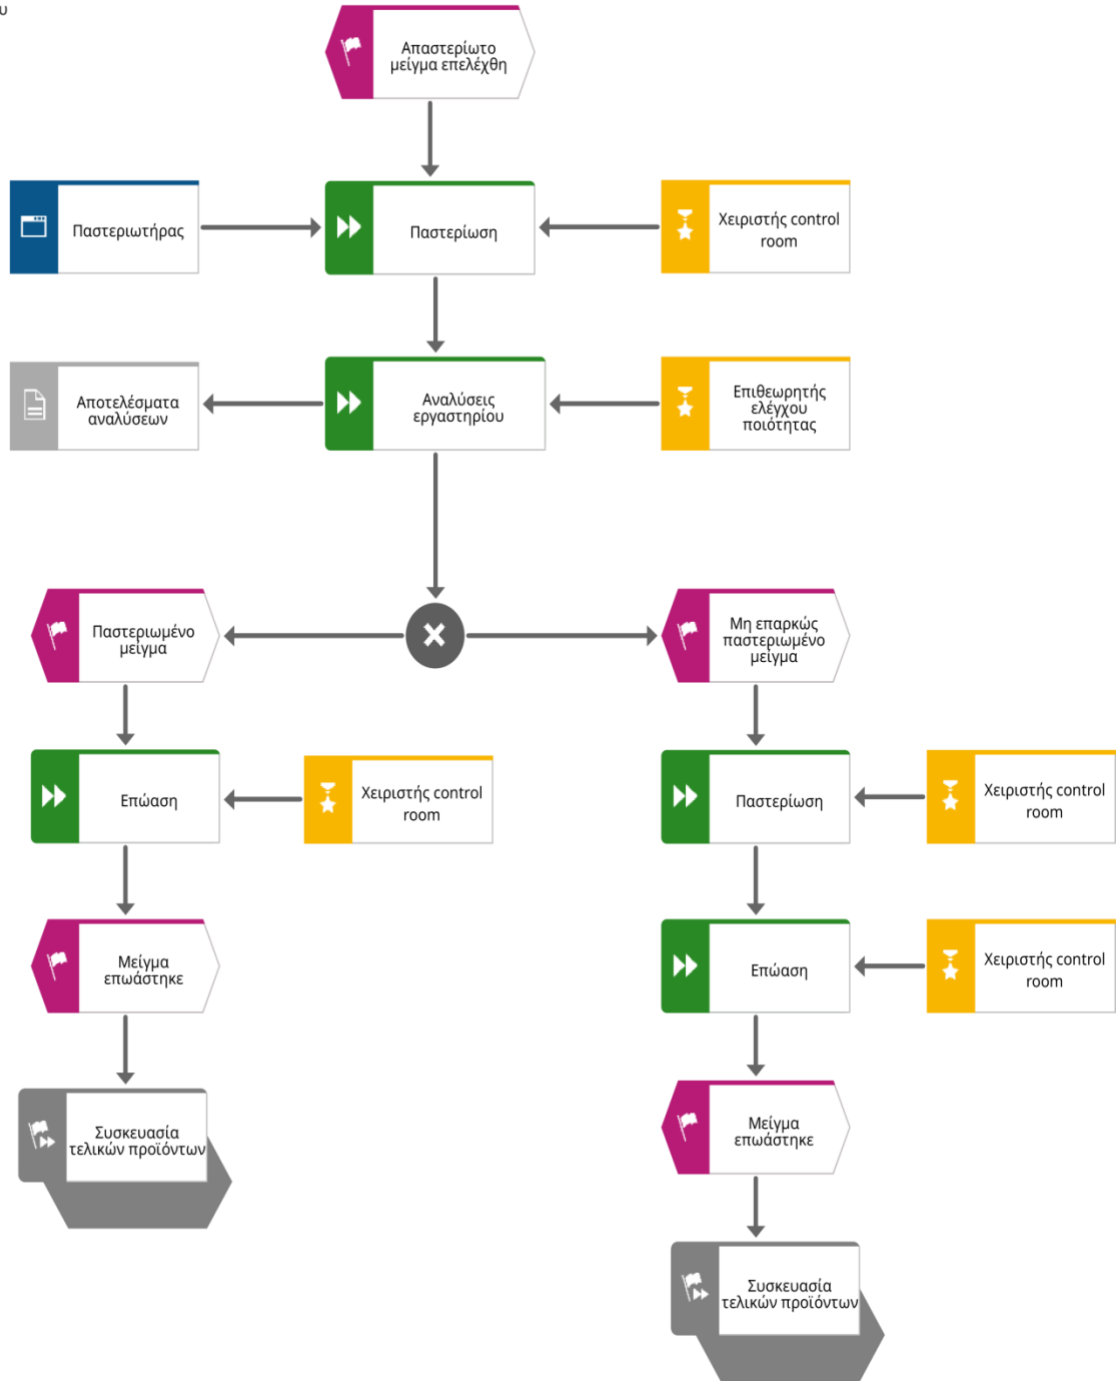 υ
Απαστερίωτο
μείγμα επελέχθη
Παστεριωτήρας
Παστερίωση
Χειριστής control
room
Αποτελέσματα
αναλύσεων
Αναλύσεις
εργαστηρίου
Επιθεωρητής
ελέγχου
ποιότητας
Παστεριωμένο
μείγμα
Μη επαρκώς
παστεριωμένο
μείγμα
Επώαση
Χειριστής control
room
Παστερίωση
Χειριστής control
room
Μείγμα
επωάστηκε
Επώαση
Χειριστής control
room
Συσκευασία
τελικών προϊόντων
Μείγμα
επωάστηκε
Συσκευασία
τελικών προϊόντων